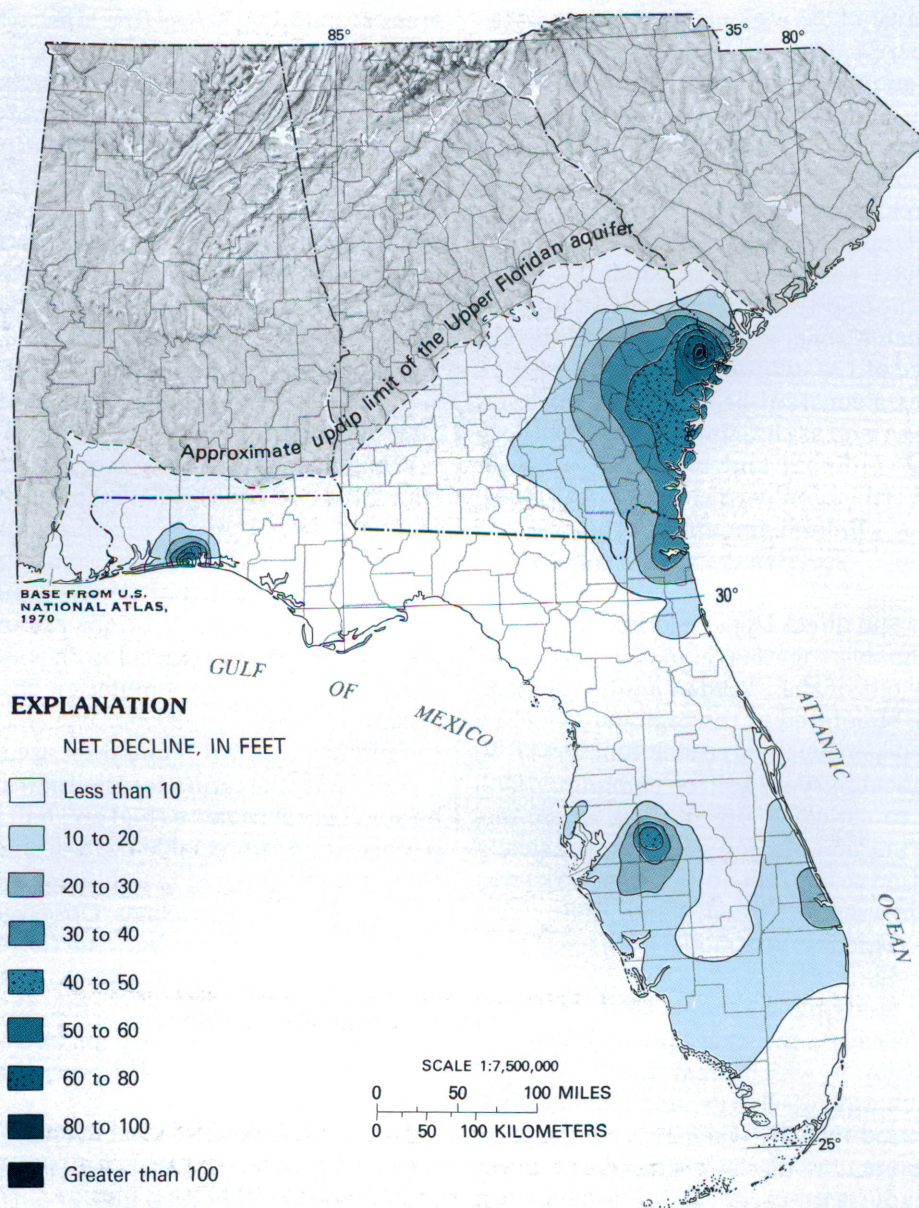 85°
35°
80°
Approximate updip limit of the Upper Floridan aquifer
BASE FROM U.S.
NATIONAL ATLAS,
1970
30°
GULF
OF
MEXICO
ATLANTIC
OCEAN
EXPLANATION
NET DECLINE, IN FEET
Less than 10
10 to 20
20 to 30
30 to 40
40 to 50
50 to 60
60 to 80
80 to 100
Greater than 100
SCALE 1:7,500,000
0 50 100 MILES
0 50 100 KILOMETERS
25°